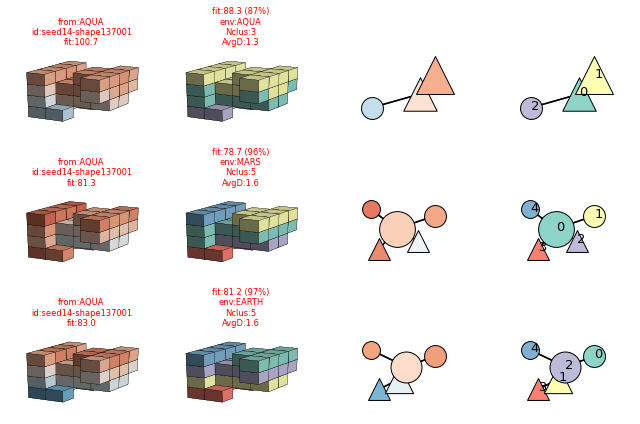 from:AQUA
id:seed14-shape137001
fit:100.7
fit:88.3 (87%)
env:AQUA
Nclus:3
AvgD:1.3
1
0
2
from:AQUA
id:seed14-shape137001
fit:81.3
fit:78.7 (96%)
env:MARS
Nclus:5
AvgD:1.6
4
1
0
2
3
from:AQUA
id:seed14-shape137001
fit:83.0
fit:81.2 (97%)
env:EARTH
Nclus:5
AvgD:1.6
4
0
2
1
3